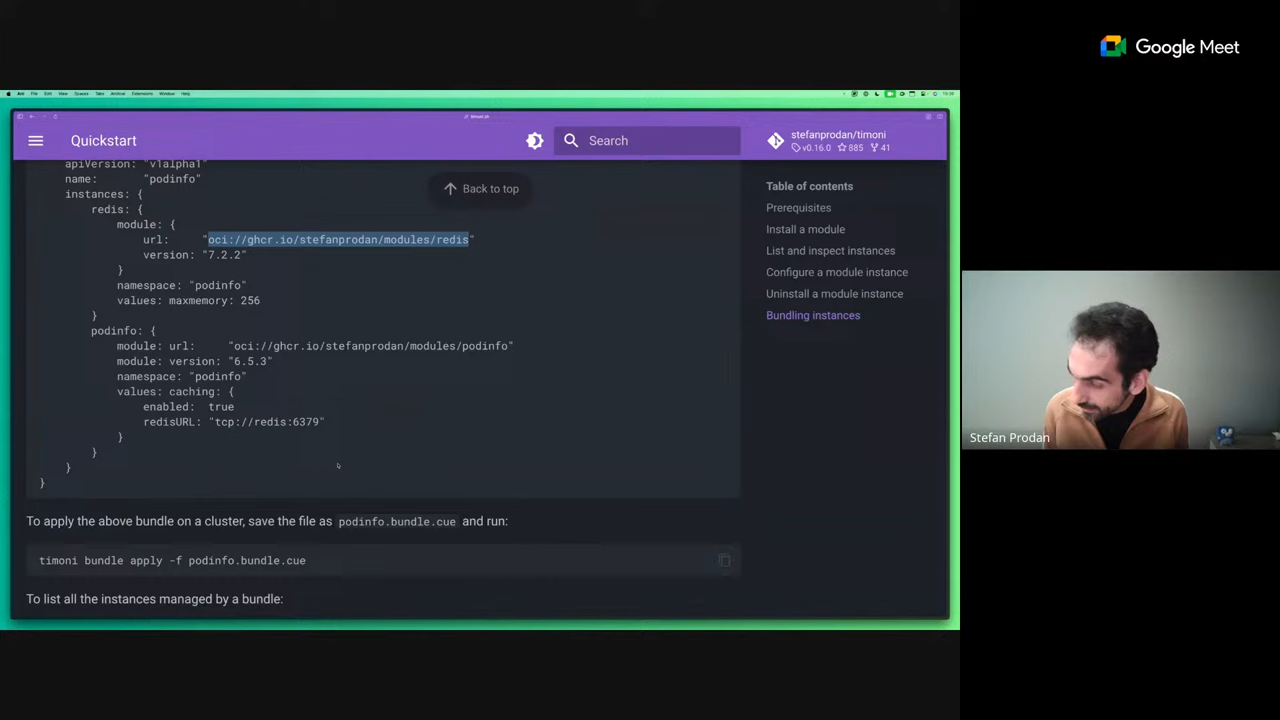 Google Meet
Quickstart
Search
stefanprodan/timoni
v0.16.0 885 41
apiVersion: "v1alpha1"
name: "podinfo"
instances: {
redis: {
module: {
url: "oci://ghcr.io/stefanprodan/modules/redis"
version: "7.2.2"
}
namespace: "podinfo"
values: maxmemory: 256
}
podinfo: {
module: url: "oci://ghcr.io/stefanprodan/modules/podinfo"
module: version: "6.5.3"
namespace: "podinfo"
values: caching: {
enabled: true
redisURL: "tcp://redis:6379"
}
}
}
}
Back to top
To apply the above bundle on a cluster, save the file as podinfo.bundle.cue and run:
timoni bundle apply -f podinfo.bundle.cue
To list all the instances managed by a bundle:
Table of contents
Prerequisites
Install a module
List and inspect instances
Configure a module instance
Uninstall a module instance
Bundling instances
Stefan Prodan